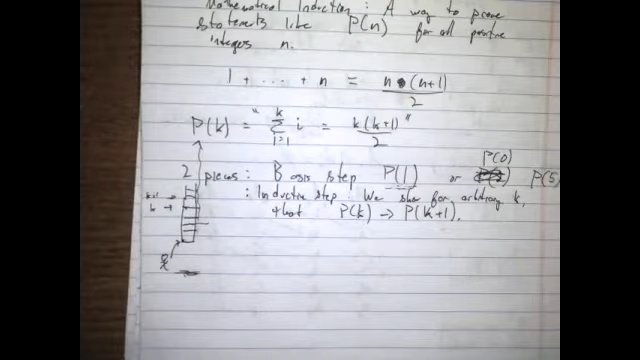 Mathematical Induction: A way to prove
statements like P(n) for all positive
integers n.
1 + ... + n = n • (n+1) / 2
P(k) = "∑_{i=1}^{k} i = k(k+1) / 2"
2 pieces: Basis step P(1) or P(0) P(5)
: Inductive step: We show for arbitrary k,
k+1
k →
that P(k) → P(k+1).